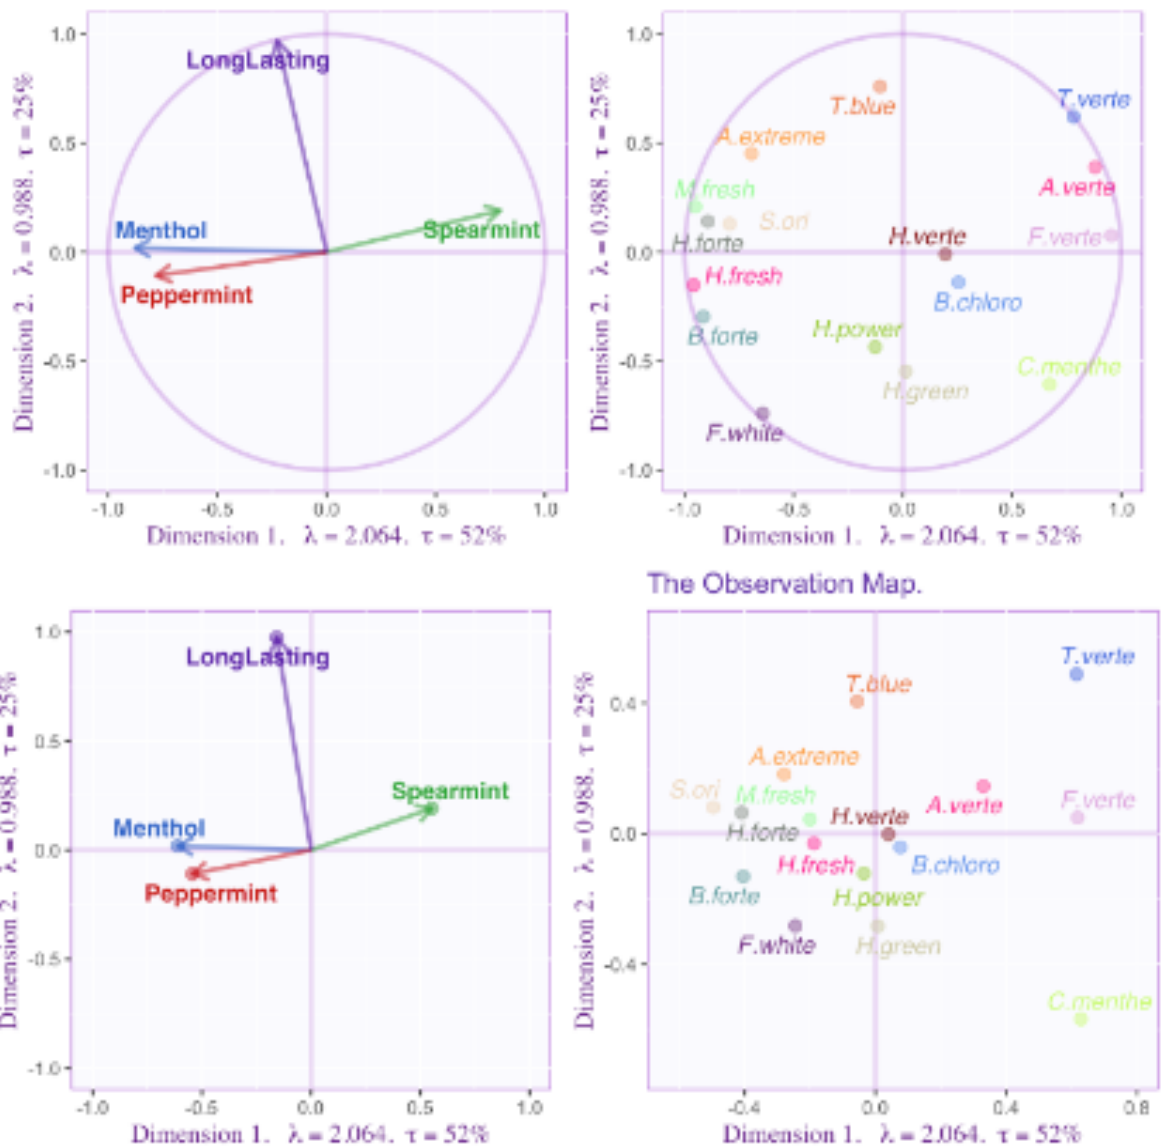 1.0
0.5
0.0
-0.5
-1.0
-1.0
-0.5
0.0
0.5
1.0
Dimension 2. λ = 0.988. τ = 25%
Dimension 1. λ = 2.064. τ = 52%
LongLasting
Menthol
Spearmint
Peppermint
1.0
0.5
0.0
-0.5
-1.0
-1.0
-0.5
0.0
0.5
1.0
Dimension 2. λ = 0.988. τ = 25%
Dimension 1. λ = 2.064. τ = 52%
T.blue
T.verte
A.extreme
M.fresh
A.verte
S.ori
H.forte
H.verte
F.verte
H.fresh
B.chloro
H.power
B.forte
C.menthe
H.green
F.white
1.0
0.5
0.0
-0.5
-1.0
-1.0
-0.5
0.0
0.5
1.0
Dimension 2. λ = 0.988. τ = 25%
Dimension 1. λ = 2.064. τ = 52%
LongLasting
Spearmint
Menthol
Peppermint
The Observation Map.
0.4
0.0
-0.4
-0.4
0.0
0.4
0.8
Dimension 2. λ = 0.988. τ = 25%
Dimension 1. λ = 2.064. τ = 52%
T.verte
T.blue
A.extreme
S.ori
M.fresh
F.verte
A.verte
H.verte
H.forte
H.fresh
B.chloro
B.forte
H.power
F.white
H.green
C.menthe